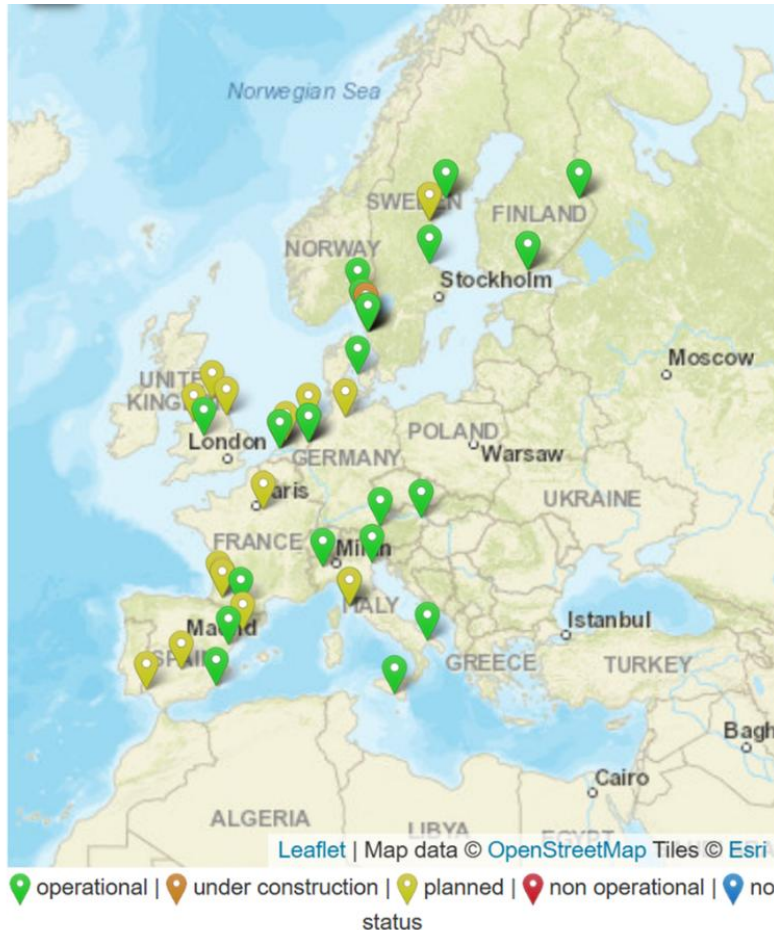 Norwegian Sea
SWEDEN
FINLAND
NORWAY
Stockholm
Moscow
UNITED
KINGDOM
London
POLAND
Warsaw
GERMANY
Paris
UKRAINE
FRANCE
Milan
ITALY
Istanbul
Madrid
SPAIN
GREECE
TURKEY
Bagh
Cairo
ALGERIA
LIBYA
EGYPT
Leaflet | Map data © OpenStreetMap Tiles © Esri
operational | under construction | planned | non operational | no
status